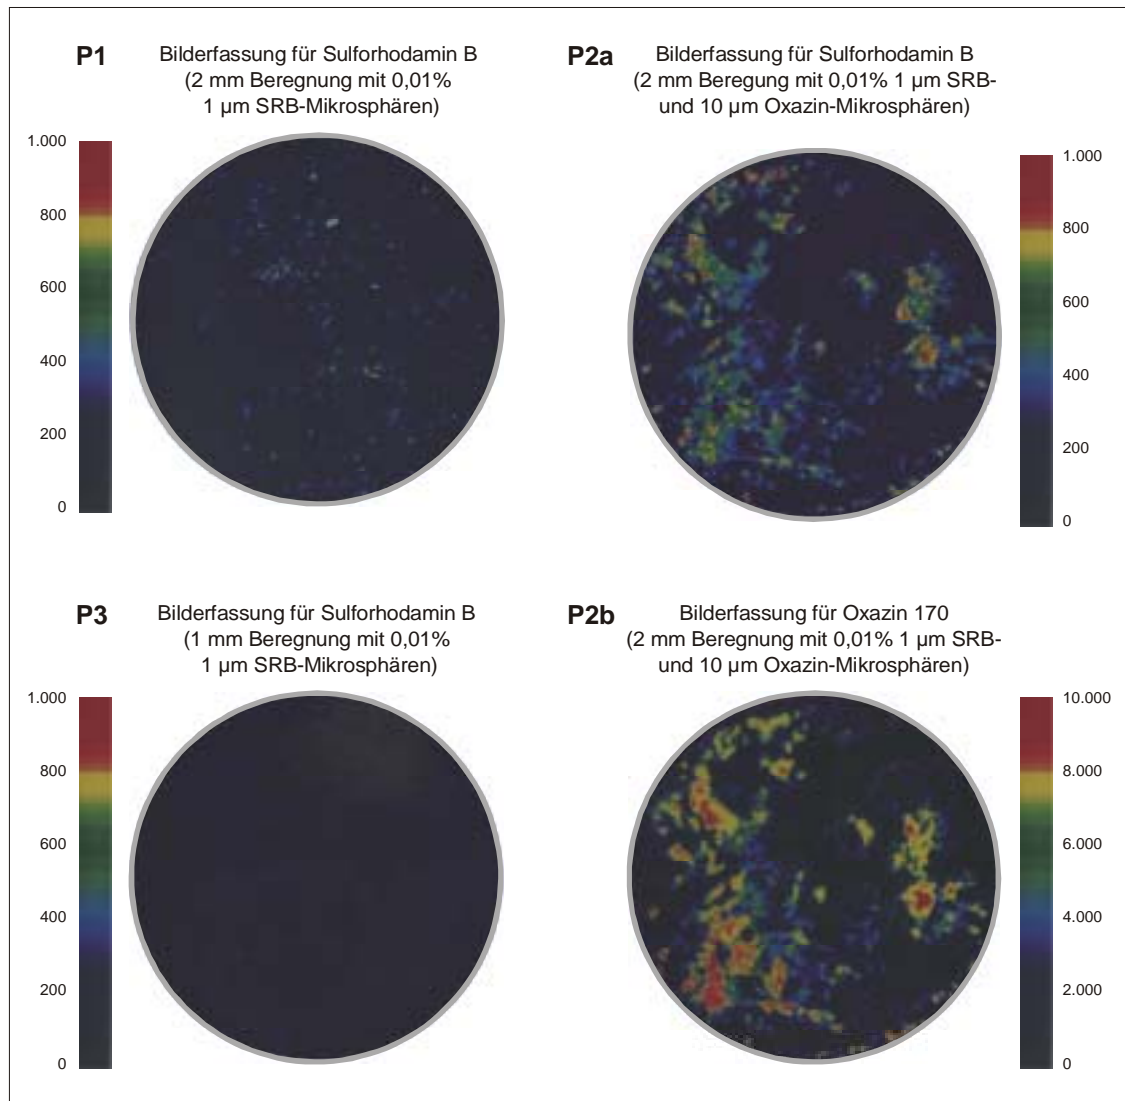 P1
Bilderfassung für Sulforhodamin B
(2 mm Beregnung mit 0,01%
1 µm SRB-Mikrosphären)
1.000
800
600
400
200
0
P2a
Bilderfassung für Sulforhodamin B
(2 mm Beregung mit 0,01% 1 µm SRB-
und 10 µm Oxazin-Mikrosphären)
1.000
800
600
400
200
0
P3
Bilderfassung für Sulforhodamin B
(1 mm Beregnung mit 0,01%
1 µm SRB-Mikrosphären)
1.000
800
600
400
200
0
P2b
Bilderfassung für Oxazin 170
(2 mm Beregnung mit 0,01% 1 µm SRB-
und 10 µm Oxazin-Mikrosphären)
10.000
8.000
6.000
4.000
2.000
0